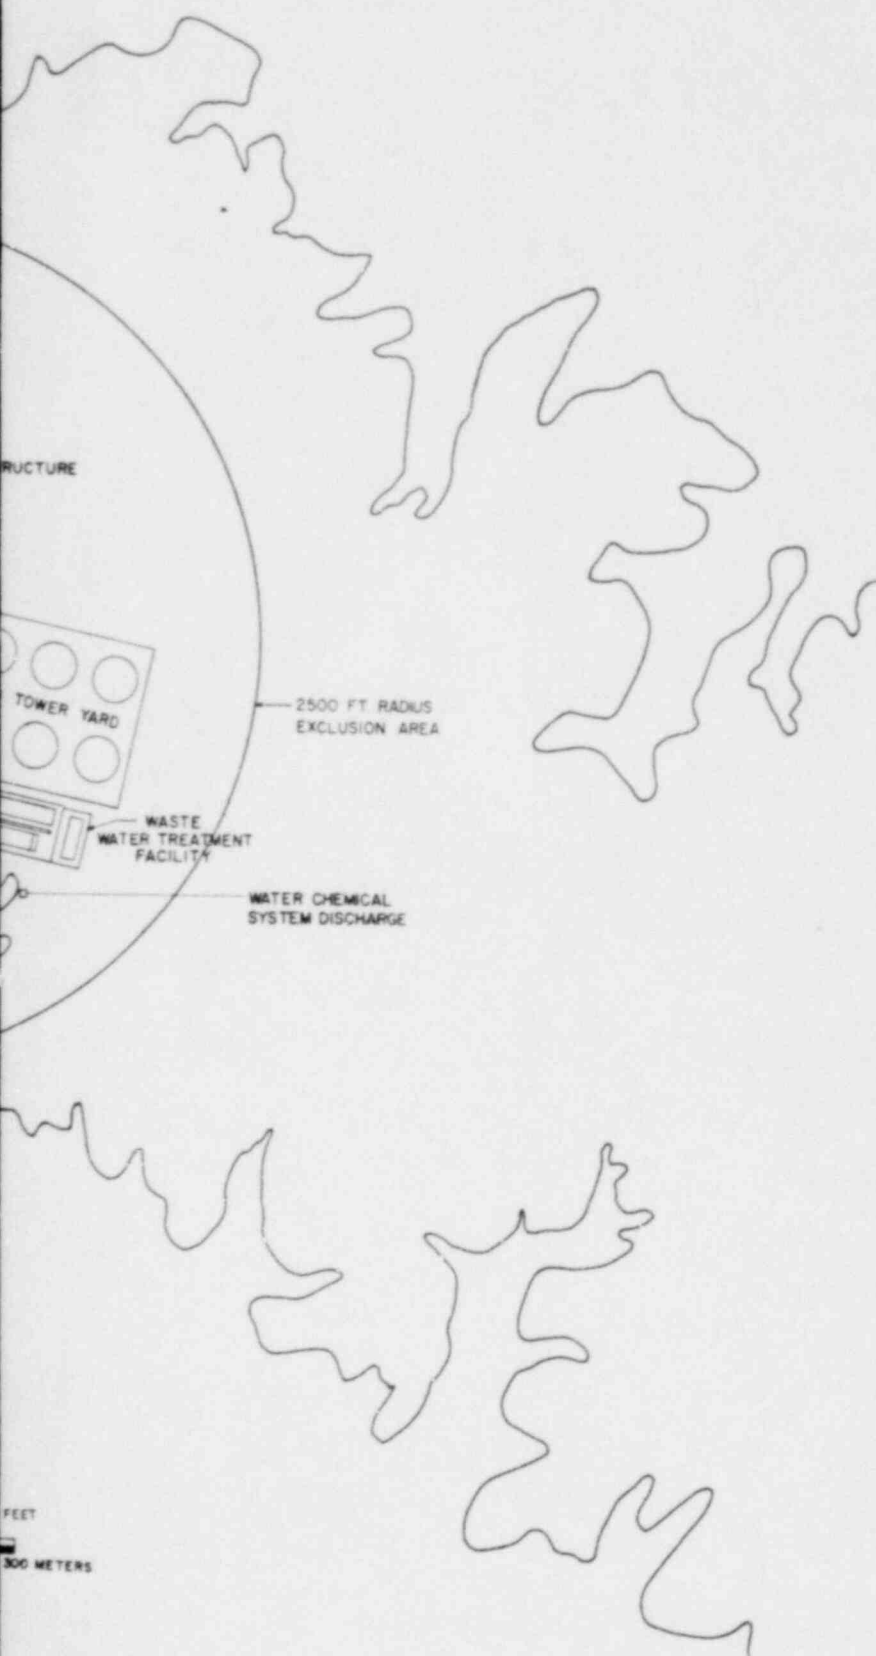 RUCTURE
TOWER YARD
2500 FT. RADIUS
EXCLUSION AREA
WASTE
WATER TREATMENT
FACILITY
WATER CHEMICAL
SYSTEM DISCHARGE
FEET
300 METERS